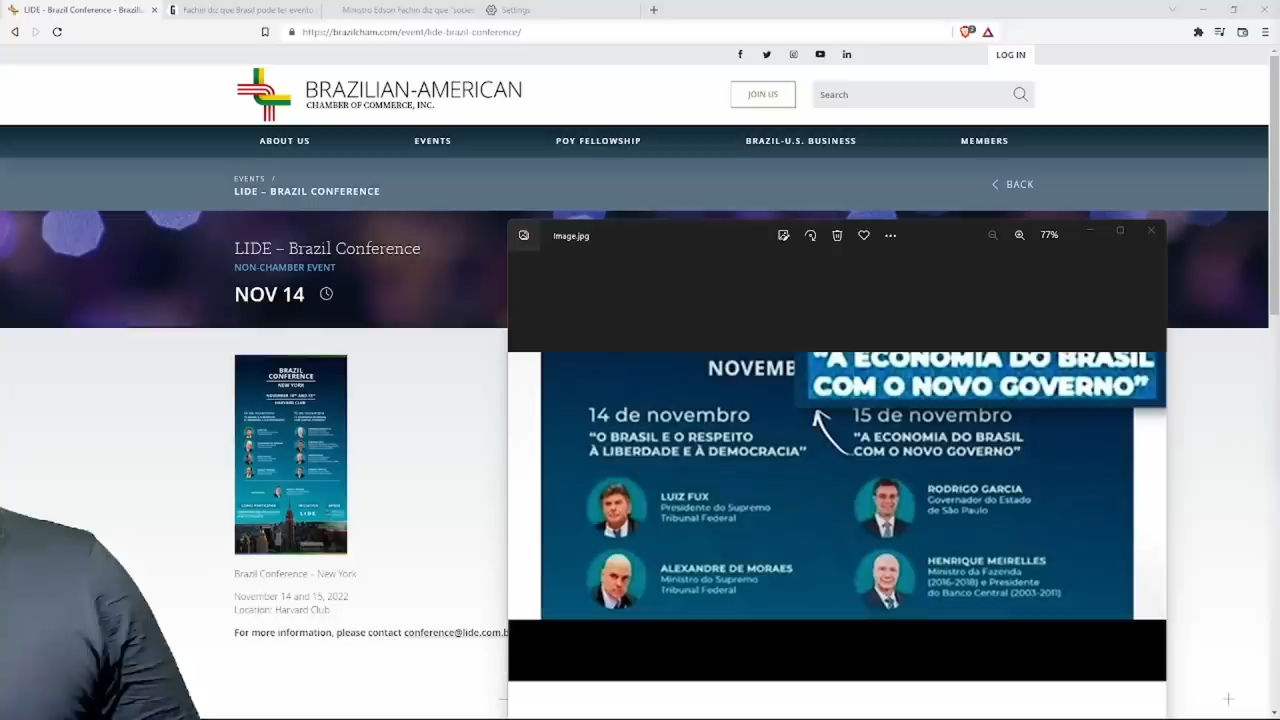 LIDE - Brazil Conference - Brazili
Fachin diz que Brasil pode ter evento
Ministro Edson Fachin diz que "socie
Settings
https://brazilcham.com/event/lide-brazil-conference/
LOG IN
BRAZILIAN-AMERICAN
CHAMBER OF COMMERCE, INC.
JOIN US
Search
ABOUT US
EVENTS
POY FELLOWSHIP
BRAZIL-U.S. BUSINESS
MEMBERS
EVENTS /
LIDE – BRAZIL CONFERENCE
BACK
LIDE – Brazil Conference
NON-CHAMBER EVENT
NOV 14
Image.jpg
77%
BRAZIL
CONFERENCE
NEW YORK
LIDE
Brazil Conference – New York
November 14 and 15, 2022
Location: Harvard Club
For more information, please contact conference@lide.com.b
NOVEMB
"A ECONOMIA DO BRASIL
COM O NOVO GOVERNO"
14 de novembro
"O BRASIL E O RESPEITO
À LIBERDADE E À DEMOCRACIA"
LUIZ FUX
Presidente do Supremo
Tribunal Federal
ALEXANDRE DE MORAES
Ministro do Supremo
Tribunal Federal
15 de novembro
"A ECONOMIA DO BRASIL
COM O NOVO GOVERNO"
RODRIGO GARCIA
Governador do Estado
de São Paulo
HENRIQUE MEIRELLES
Ministro da Fazenda
(2016-2018) e Presidente
do Banco Central (2003-2011)